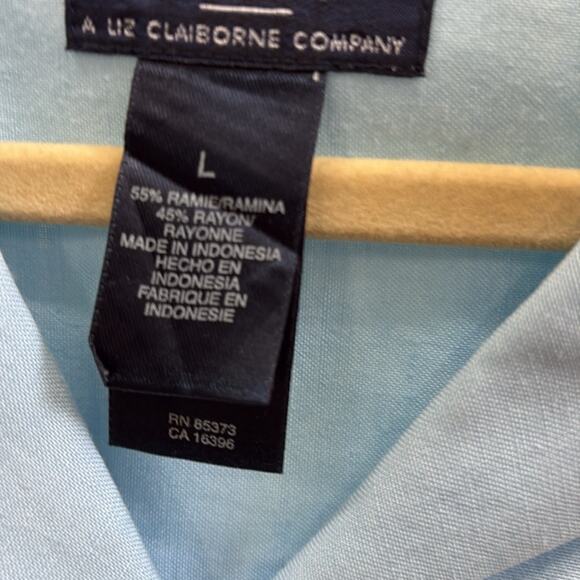 A LIZ CLAIBORNE COMPANY
L
55% RAMIE/RAMINA
45% RAYON/
RAYONNE
MADE IN INDONESIA
HECHO EN
INDONESIA
FABRIQUE EN
INDONESIE
RN 85373
CA 16396